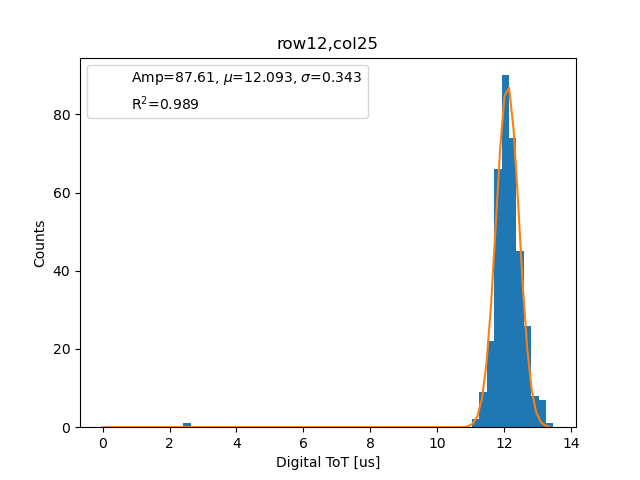 row12,col25
Amp=87.61, μ=12.093, σ=0.343
R²=0.989
80
60
40
20
0
Counts
0 2 4 6 8 10 12 14
Digital ToT [us]